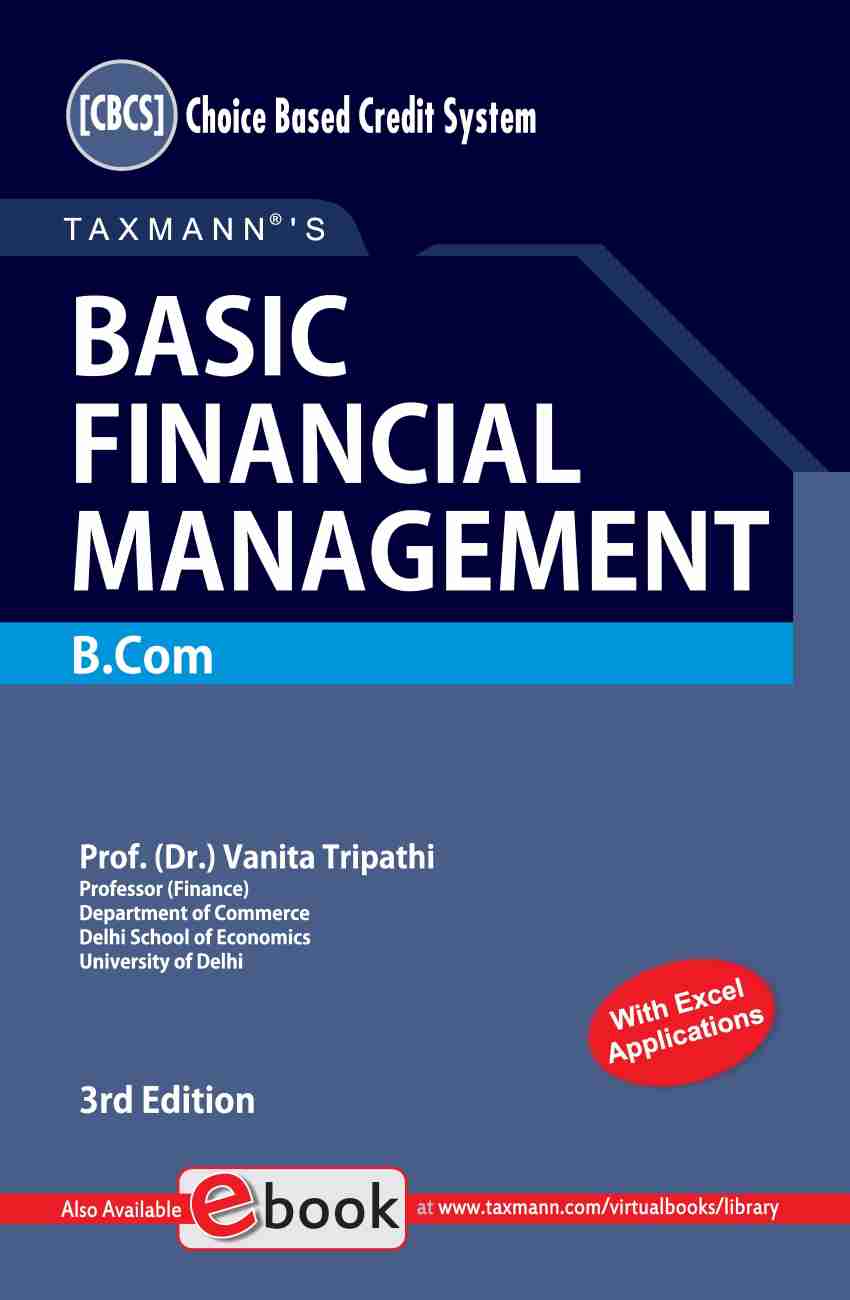 [CBCS] Choice Based Credit System
TAXMANN®'S
BASIC
FINANCIAL
MANAGEMENT
B.Com
Prof. (Dr.) Vanita Tripathi
Professor (Finance)
Department of Commerce
Delhi School of Economics
University of Delhi
With Excel
Applications
3rd Edition
Also Available ebook at www.taxmann.com/virtualbooks/library